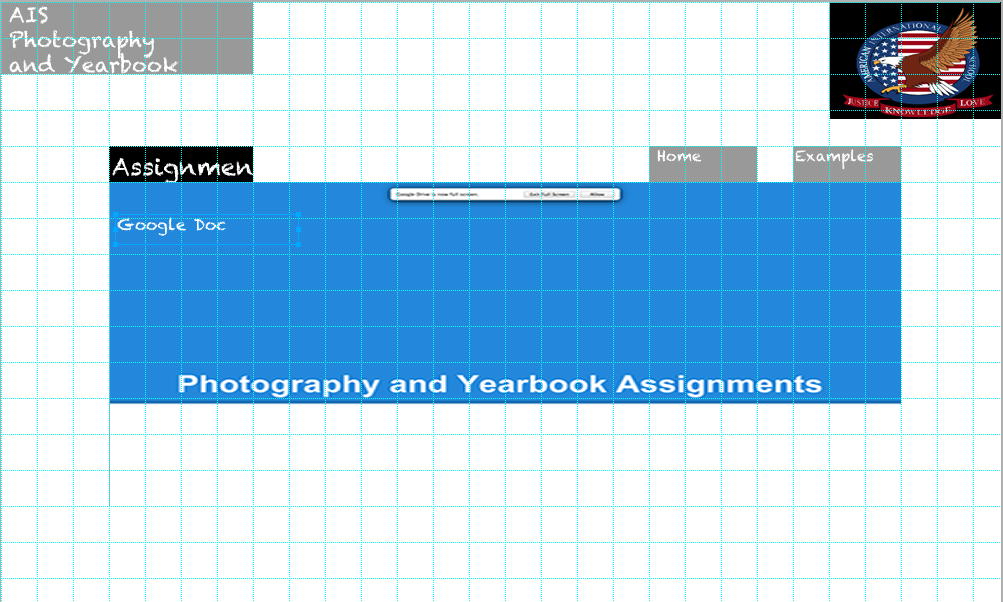 AIS
Photography
and Yearbook
AMERICAN INTERNATIONAL SCHOOL
JUSTICE KNOWLEDGE LOVE
Assignmen
Home
Examples
Google Drive is now full screen.
Exit Full Screen
Allow
Google Doc
Photography and Yearbook Assignments